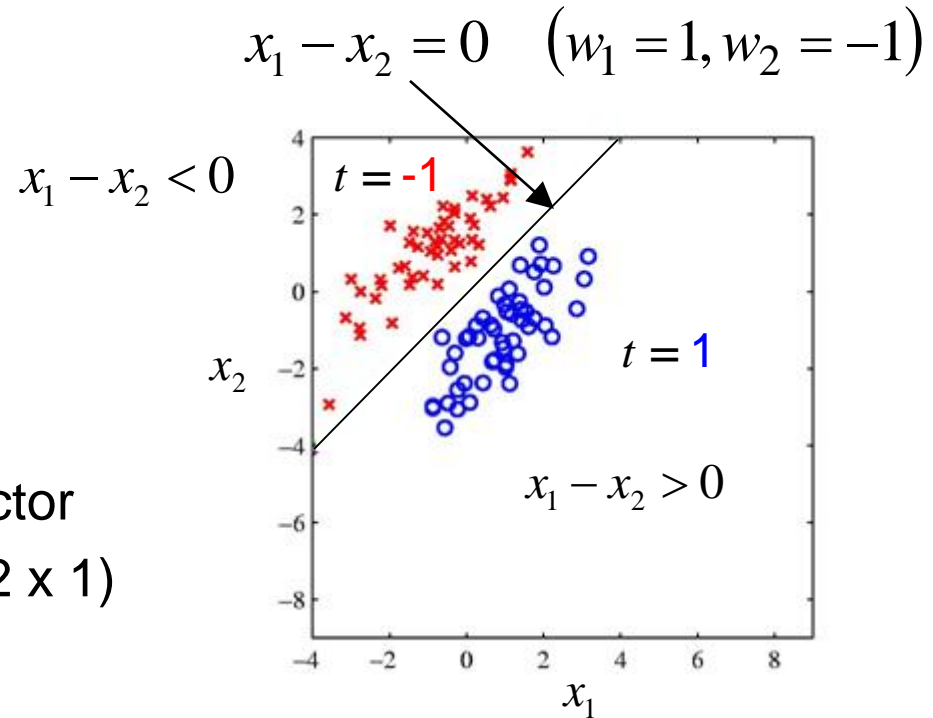 x₁ − x₂ = 0 (w₁ = 1, w₂ = −1)
x₁ − x₂ < 0
t = -1
t = 1
x₁ − x₂ > 0
x₂
4
2
0
−2
−4
−6
−8
−4 −2 0 2 4 6 8
x₁
ctor
2 x 1)